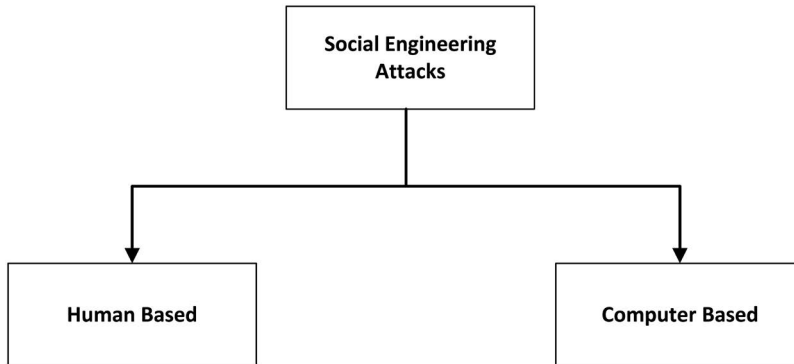 Social Engineering
Attacks
Human Based
Computer Based